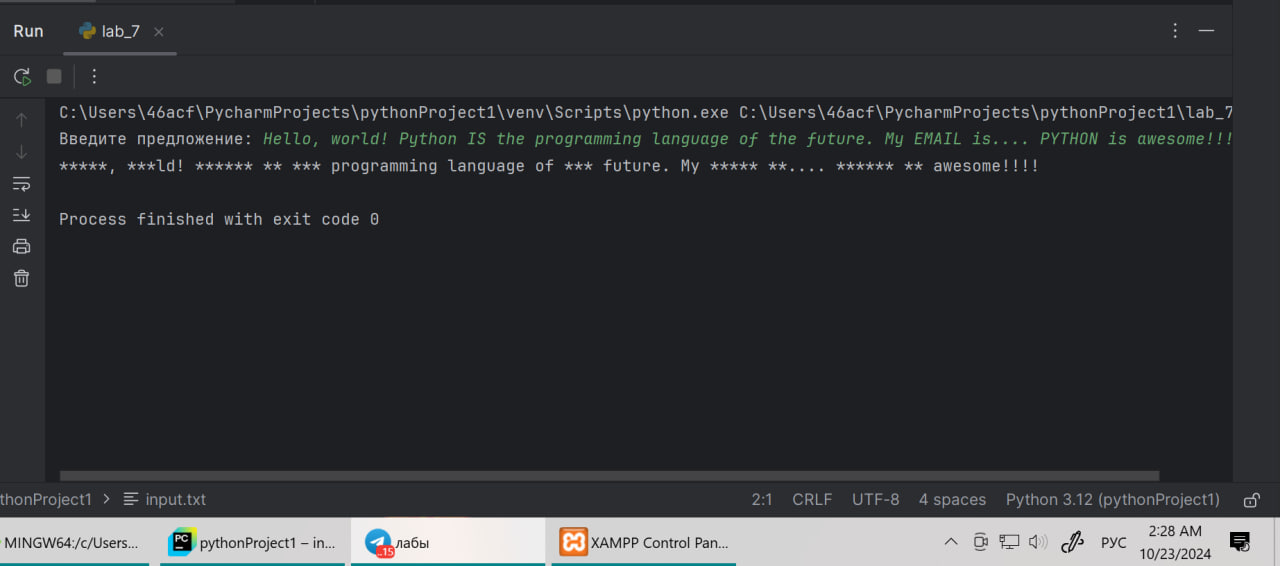 Run lab_7
C:\Users\46acf\PycharmProjects\pythonProject1\venv\Scripts\python.exe C:\Users\46acf\PycharmProjects\pythonProject1\lab_7
Введите предложение: Hello, world! Python IS the programming language of the future. My EMAIL is.... PYTHON is awesome!!!
*****, ***ld! ****** ** *** programming language of *** future. My ***** **.... ****** ** awesome!!!!
Process finished with exit code 0
thonProject1 > input.txt 2:1 CRLF UTF-8 4 spaces Python 3.12 (pythonProject1)
MINGW64:/c/Users... PC pythonProject1 – in... ..15 лабы XAMPP Control Pan... РУС 2:28 AM
10/23/2024